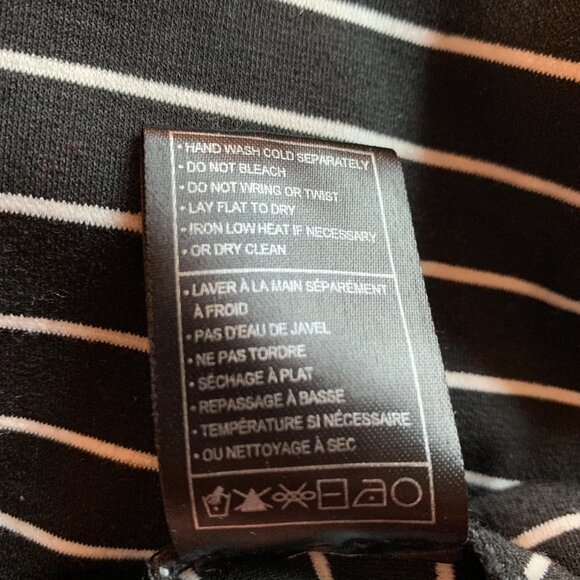 • HAND WASH COLD SEPARATELY
• DO NOT BLEACH
• DO NOT WRING OR TWIST
• LAY FLAT TO DRY
• IRON LOW HEAT IF NECESSARY
• OR DRY CLEAN
• LAVER À LA MAIN SÉPARÉMENT
À FROID
• PAS D'EAU DE JAVEL
• NE PAS TORDRE
• SÉCHAGE À PLAT
• REPASSAGE À BASSE
• TEMPÉRATURE SI NÉCESSAIRE
• OU NETTOYAGE À SEC